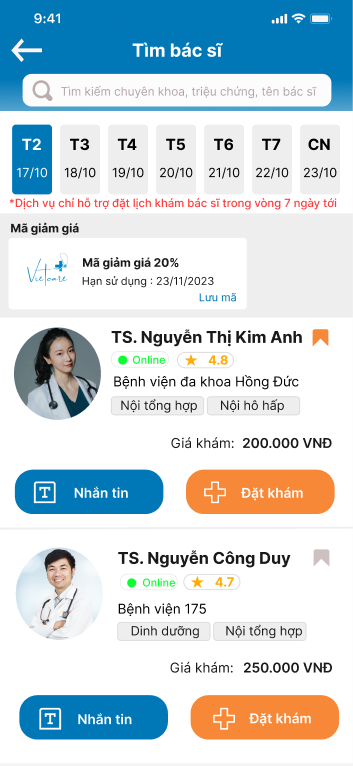 9:41
Tìm bác sĩ
Tìm kiếm chuyên khoa, triệu chứng, tên bác sĩ
T2 T3 T4 T5 T6 T7 CN
17/10 18/10 19/10 20/10 21/10 22/10 23/10
*Dịch vụ chỉ hỗ trợ đặt lịch khám bác sĩ trong vòng 7 ngày tới
Mã giảm giá
Vietcare
Mã giảm giá 20%
Hạn sử dụng : 23/11/2023
Lưu mã
TS. Nguyễn Thị Kim Anh
Online 4.8
Bệnh viện đa khoa Hồng Đức
Nội tổng hợp Nội hô hấp
Giá khám: 200.000 VNĐ
T Nhắn tin Đặt khám
TS. Nguyễn Công Duy
Online 4.7
Bệnh viện 175
Dinh dưỡng Nội tổng hợp
Giá khám: 250.000 VNĐ
T Nhắn tin Đặt khám